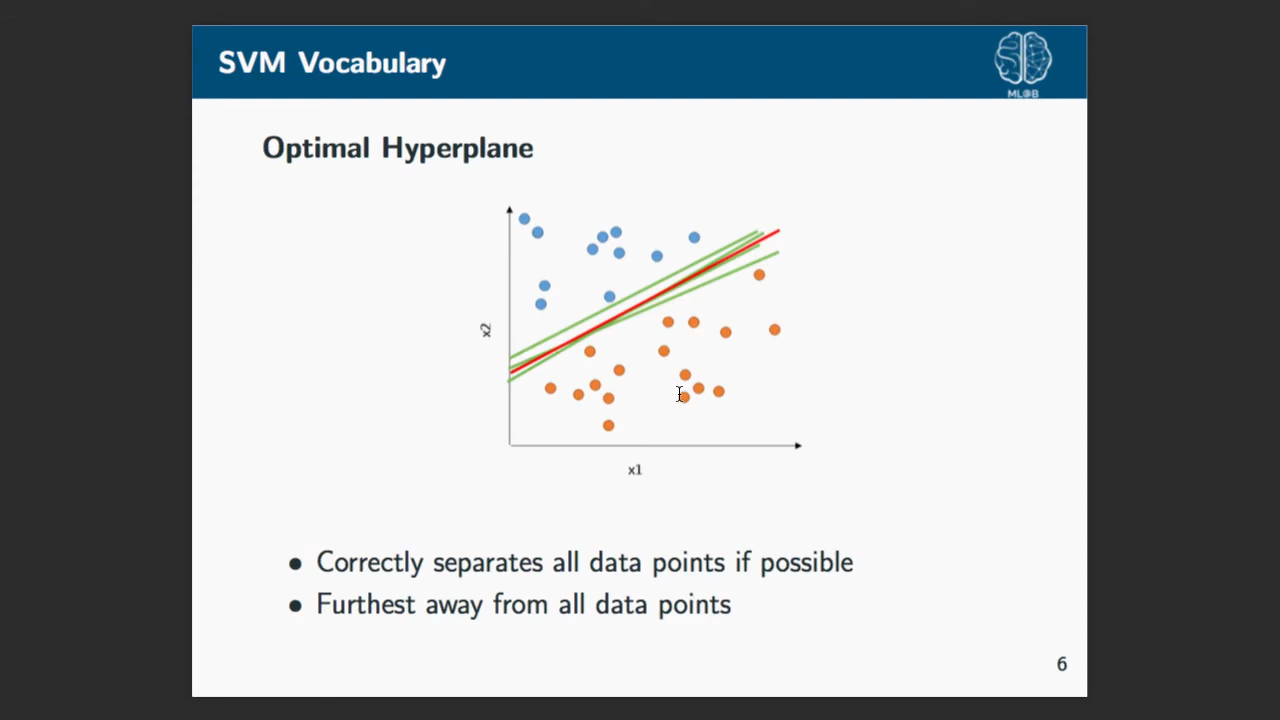 SVM Vocabulary
ML@B
Optimal Hyperplane
x2
x1
• Correctly separates all data points if possible
• Furthest away from all data points
6